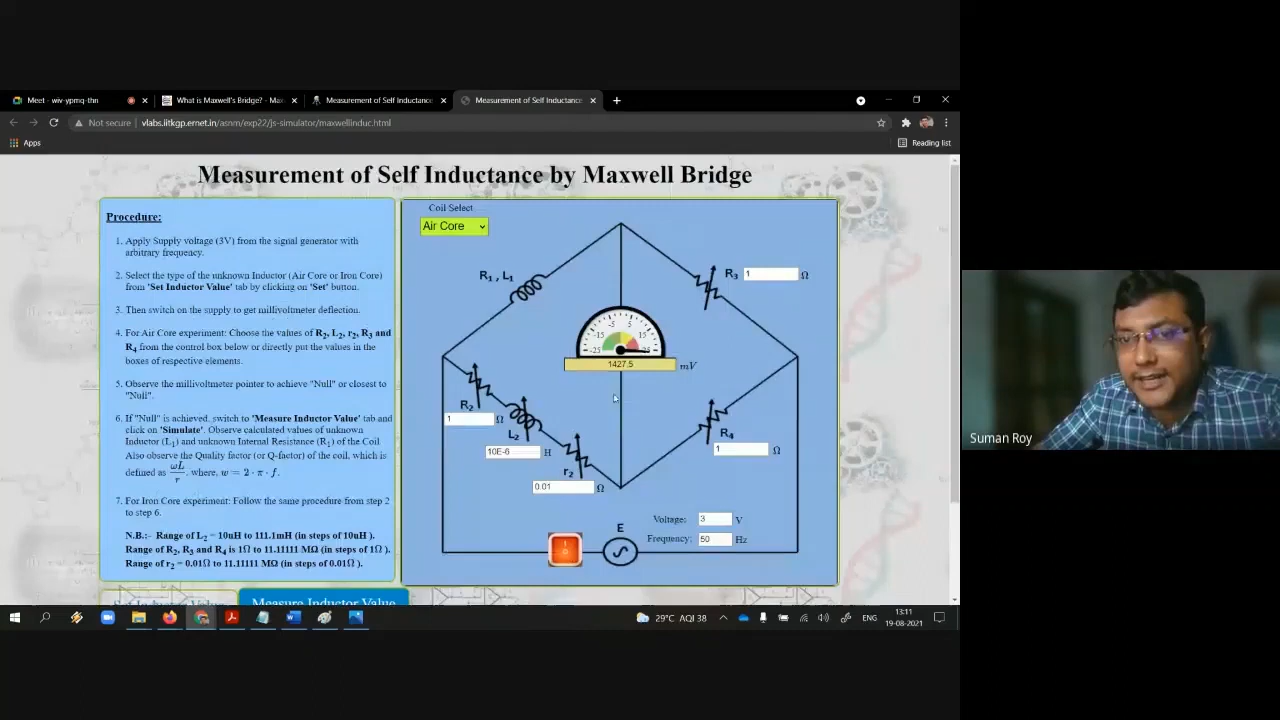 Meet - wiv-ypmq-thn
What is Maxwell's Bridge? - Max
Measurement of Self Inductance
Measurement of Self Inductance
Not secure | vlabs.iitkgp.ernet.in/asnm/exp22/js-simulator/maxwellinduc.html
Apps
Reading list
Measurement of Self Inductance by Maxwell Bridge
Procedure:
1. Apply Supply voltage (3V) from the signal generator with
arbitrary frequency.
2. Select the type of the unknown Inductor (Air Core or Iron Core)
from 'Set Inductor Value' tab by clicking on 'Set' button.
3. Then switch on the supply to get millivoltmeter deflection.
4. For Air Core experiment: Choose the values of R2, L2, r2, R3 and
R4 from the control box below or directly put the values in the
boxes of respective elements.
5. Observe the millivoltmeter pointer to achieve "Null" or closest to
"Null".
6. If "Null" is achieved, switch to 'Measure Inductor Value' tab and
click on 'Simulate'. Observe calculated values of unknown
Inductor (L1) and unknown Internal Resistance (R1) of the Coil
Also observe the Quality factor (or Q-factor) of the coil, which is
defined as ωL/r, where, w = 2 · π · f.
7. For Iron Core experiment: Follow the same procedure from step 2
to step 6.
N.B.:- Range of L2 = 10uH to 111.1mH (in steps of 10uH ).
Range of R2, R3 and R4 is 1Ω to 11.11111 MΩ (in steps of 1Ω ).
Range of r2 = 0.01Ω to 11.11111 MΩ (in steps of 0.01Ω ).
Set Inductor Value
Measure Inductor Value
Coil Select
Air Core
R1 , L1
R3 1 Ω
-5 5
-15 15
-25 25
1427.5 mV
R2
1 Ω
L2
10E-6 H
r2
0.01 Ω
R4
1 Ω
E
Voltage: 3 V
Frequency: 50 Hz
Suman Roy
29°C AQI 38
ENG
13:11
19-08-2021